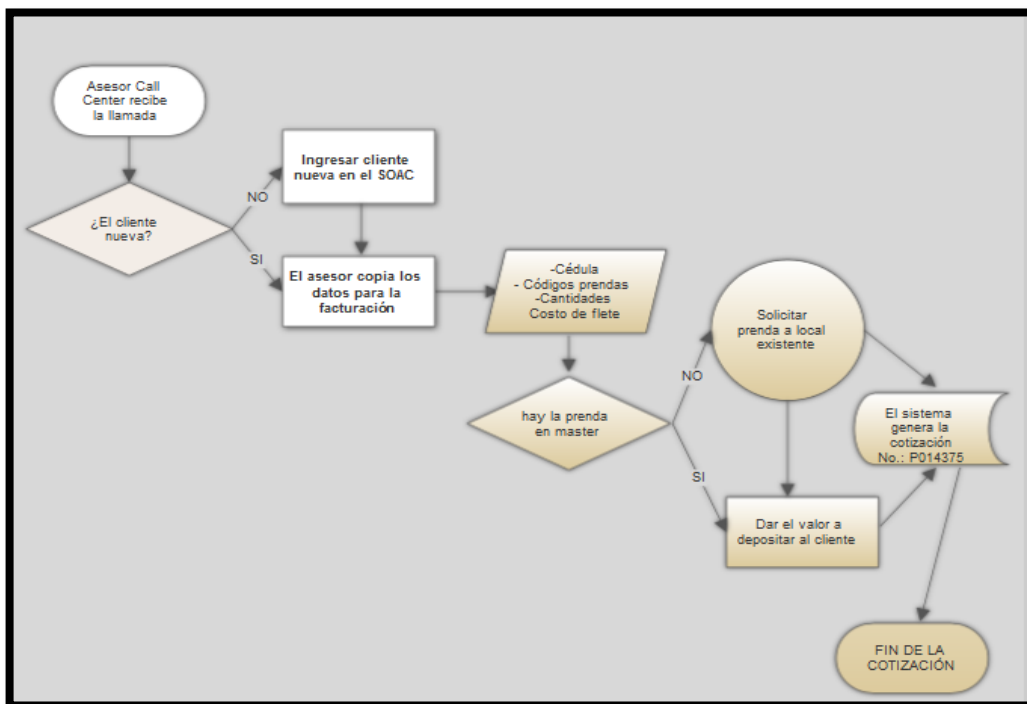 Asesor Call
Center recibe
la llamada
¿El cliente
nueva?
NO
SI
Ingresar cliente
nueva en el SOAC
El asesor copia los
datos para la
facturación
-Cédula
- Códigos prendas
-Cantidades
Costo de flete
hay la prenda
en master
NO
SI
Solicitar
prenda a local
existente
Dar el valor a
depositar al cliente
El sistema
genera la
cotización
No.: P014375
FIN DE LA
COTIZACIÓN